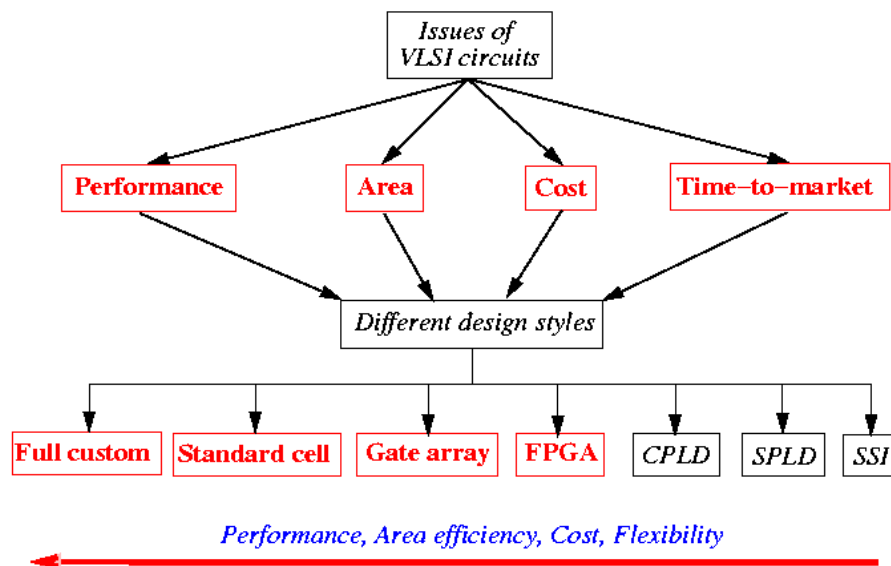 Issues of
VLSI circuits
Performance
Area
Cost
Time-to-market
Different design styles
Full custom
Standard cell
Gate array
FPGA
CPLD
SPLD
SSI
Performance, Area efficiency, Cost, Flexibility